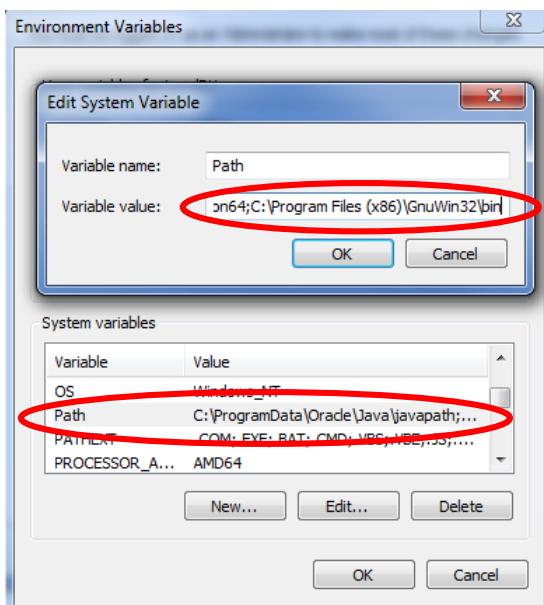 Environment Variables
Edit System Variable
Variable name: Path
Variable value: on64;C:\Program Files (x86)\GnuWin32\bin
OK Cancel
System variables
Variable Value
OS Windows_NT
Path C:\ProgramData\Oracle\Java\javapath;...
PATHEXT .COM;.EXE;.BAT;.CMD;.VBS;.VBE;.JS;....
PROCESSOR_A... AMD64
New... Edit... Delete
OK Cancel